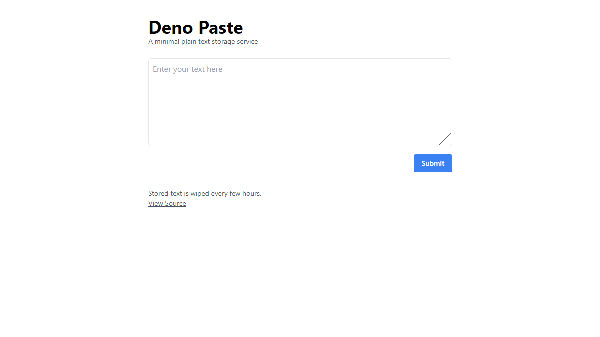 Deno Paste
A minimal plain text storage service
Enter your text here
Submit
Stored text is wiped every few hours.
View Source